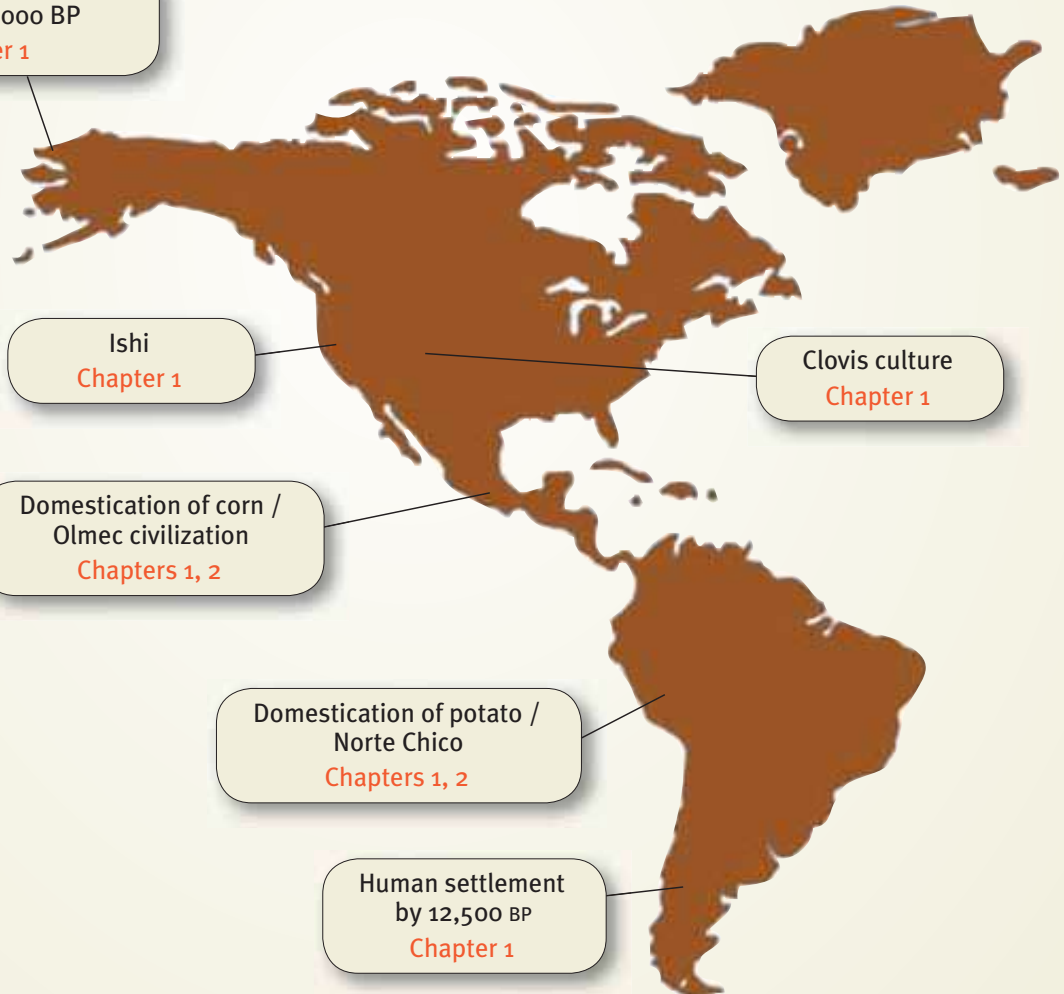 000 BP
er 1
Ishi
Chapter 1
Clovis culture
Chapter 1
Domestication of corn /
Olmec civilization
Chapters 1, 2
Domestication of potato /
Norte Chico
Chapters 1, 2
Human settlement
by 12,500 BP
Chapter 1